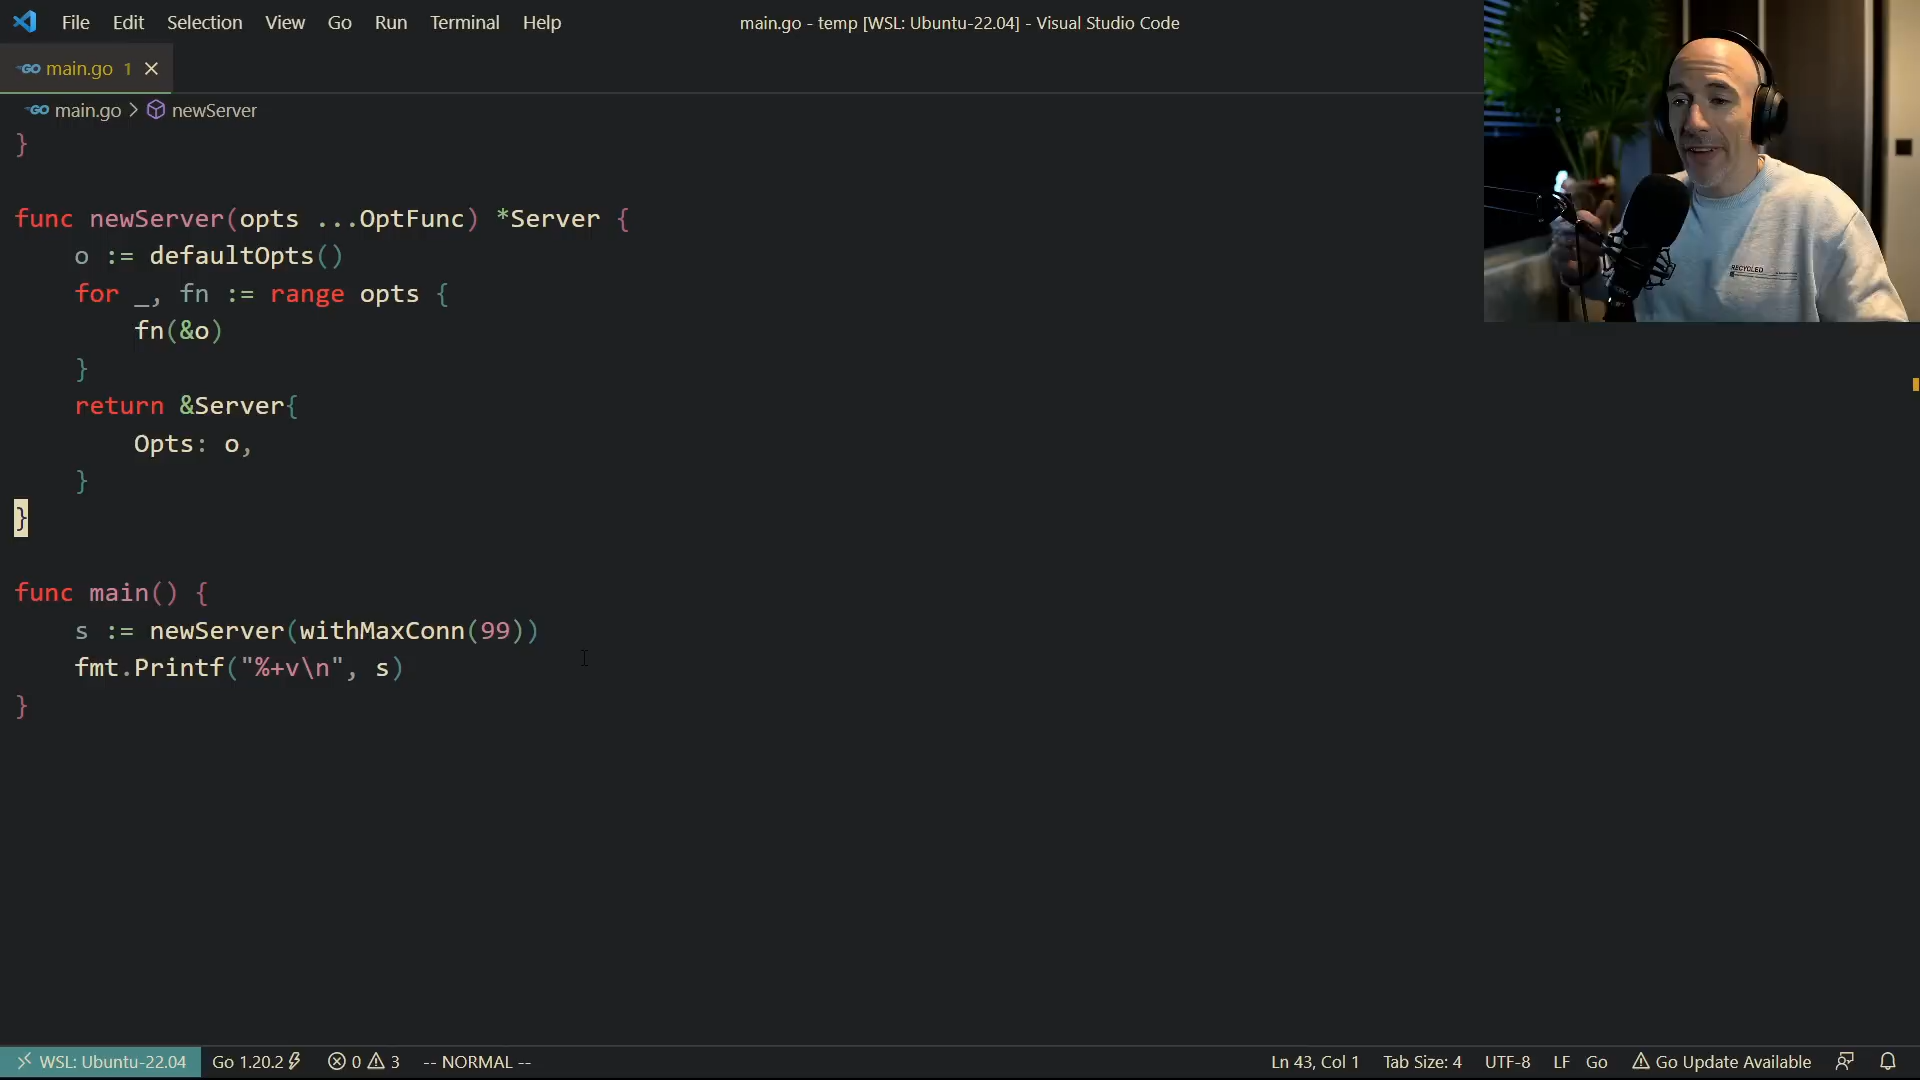 File Edit Selection View Go Run Terminal Help
main.go - temp [WSL: Ubuntu-22.04] - Visual Studio Code
GO main.go 1
GO main.go > newServer
}
func newServer(opts ...OptFunc) *Server {
o := defaultOpts()
for _, fn := range opts {
fn(&o)
}
return &Server{
Opts: o,
}
}
func main() {
s := newServer(withMaxConn(99))
fmt.Printf("%+v\n", s)
}
RECYCLED
WSL: Ubuntu-22.04 Go 1.20.2 0 3 -- NORMAL -- Ln 43, Col 1 Tab Size: 4 UTF-8 LF Go Go Update Available